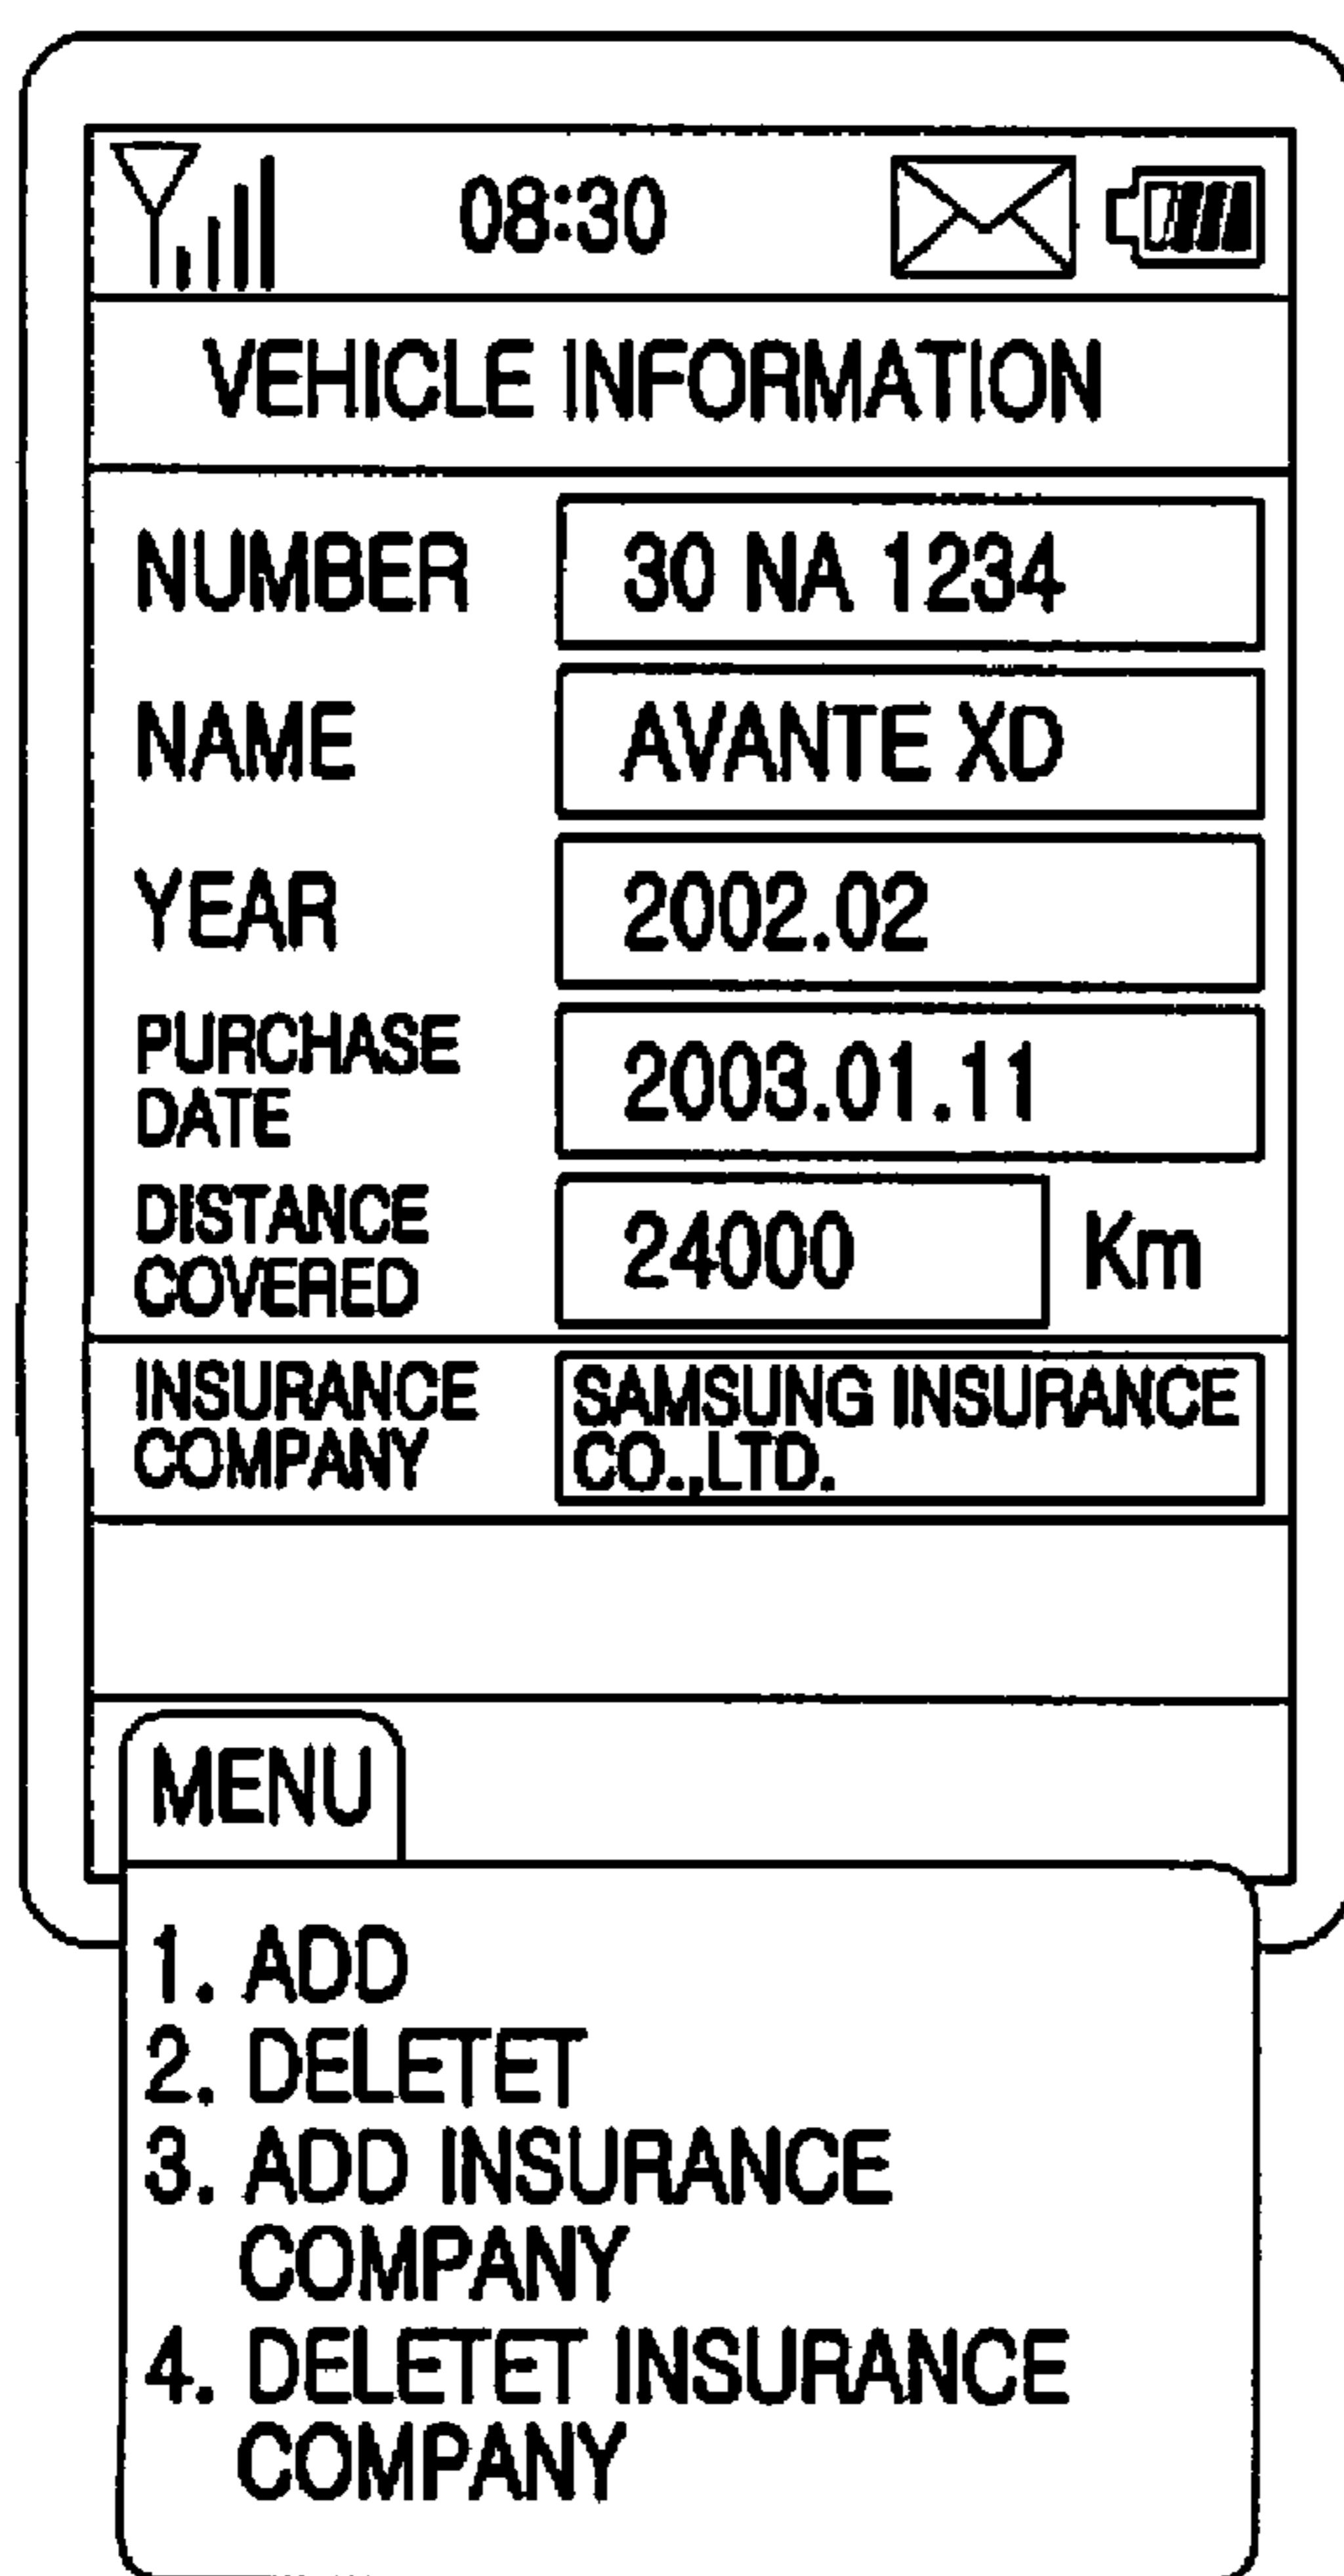 08:30
VEHICLE INFORMATION
NUMBER 30 NA 1234
NAME AVANTE XD
YEAR 2002.02
PURCHASE
DATE
2003.01.11
DISTANCE
COVERED
24000 Km
INSURANCE
COMPANY
SAMSUNG INSURANCE
CO.,LTD.
MENU
1. ADD
2. DELETET
3. ADD INSURANCE
COMPANY
4. DELETET INSURANCE
COMPANY